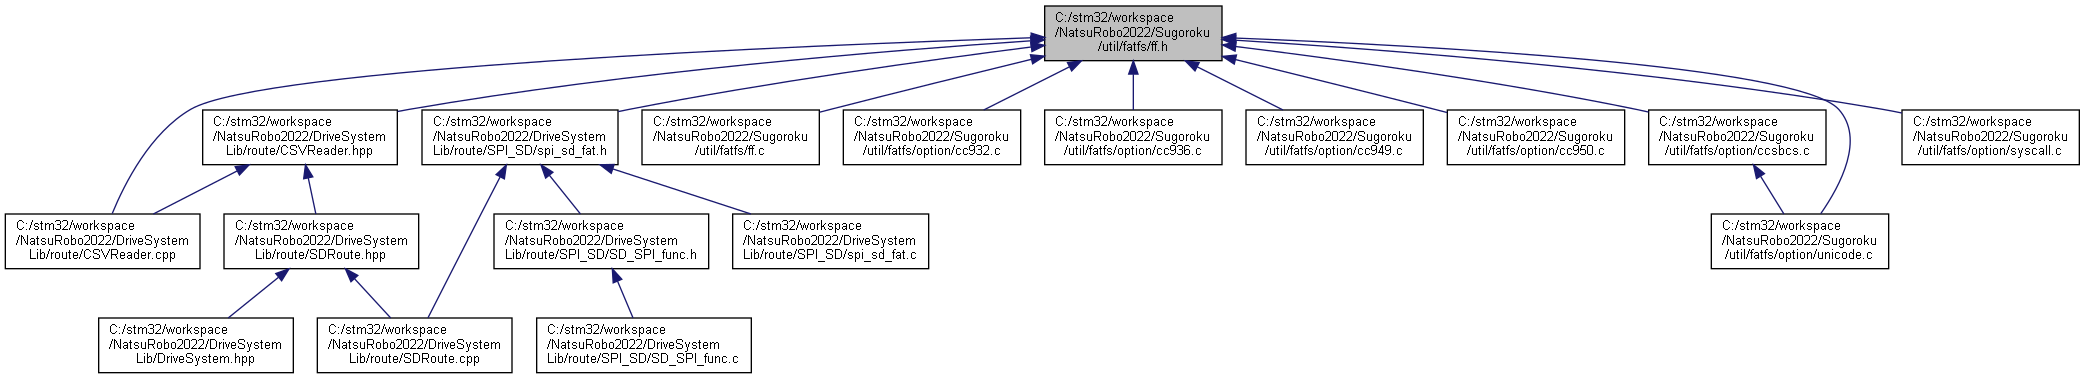 C:/stm32/workspace
/NatsuRobo2022/Sugoroku
/util/fatfs/ff.h
C:/stm32/workspace
/NatsuRobo2022/DriveSystem
Lib/route/CSVReader.hpp
C:/stm32/workspace
/NatsuRobo2022/DriveSystem
Lib/route/SPI_SD/spi_sd_fat.h
C:/stm32/workspace
/NatsuRobo2022/Sugoroku
/util/fatfs/ff.c
C:/stm32/workspace
/NatsuRobo2022/Sugoroku
/util/fatfs/option/cc932.c
C:/stm32/workspace
/NatsuRobo2022/Sugoroku
/util/fatfs/option/cc936.c
C:/stm32/workspace
/NatsuRobo2022/Sugoroku
/util/fatfs/option/cc949.c
C:/stm32/workspace
/NatsuRobo2022/Sugoroku
/util/fatfs/option/cc950.c
C:/stm32/workspace
/NatsuRobo2022/Sugoroku
/util/fatfs/option/ccsbcs.c
C:/stm32/workspace
/NatsuRobo2022/Sugoroku
/util/fatfs/option/syscall.c
C:/stm32/workspace
/NatsuRobo2022/DriveSystem
Lib/route/CSVReader.cpp
C:/stm32/workspace
/NatsuRobo2022/DriveSystem
Lib/route/SDRoute.hpp
C:/stm32/workspace
/NatsuRobo2022/DriveSystem
Lib/route/SPI_SD/SD_SPI_func.h
C:/stm32/workspace
/NatsuRobo2022/DriveSystem
Lib/route/SPI_SD/spi_sd_fat.c
C:/stm32/workspace
/NatsuRobo2022/Sugoroku
/util/fatfs/option/unicode.c
C:/stm32/workspace
/NatsuRobo2022/DriveSystem
Lib/DriveSystem.hpp
C:/stm32/workspace
/NatsuRobo2022/DriveSystem
Lib/route/SDRoute.cpp
C:/stm32/workspace
/NatsuRobo2022/DriveSystem
Lib/route/SPI_SD/SD_SPI_func.c